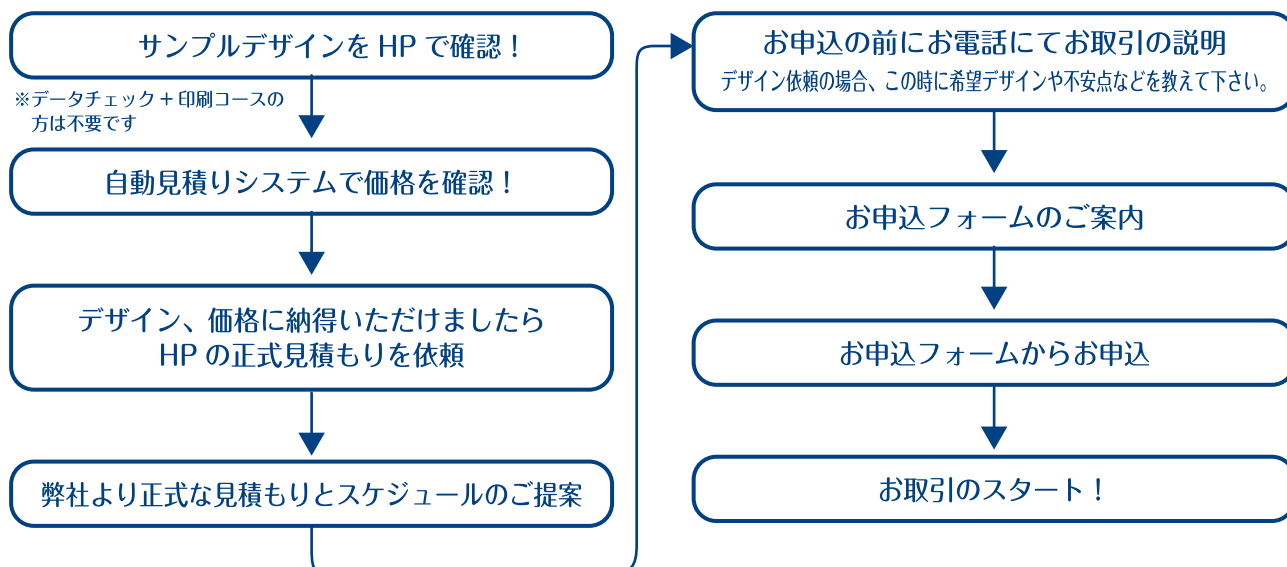 サンプルデザインを HP で確認！
※データチェック + 印刷コースの
方は不要です
自動見積りシステムで価格を確認！
デザイン、価格に納得いただけましたら
HP の正式見積もりを依頼
弊社より正式な見積もりとスケジュールのご提案
お申込の前にお電話にてお取引の説明
デザイン依頼の場合、この時に希望デザインや不安点などを教えて下さい。
お申込フォームのご案内
お申込フォームからお申込
お取引のスタート！